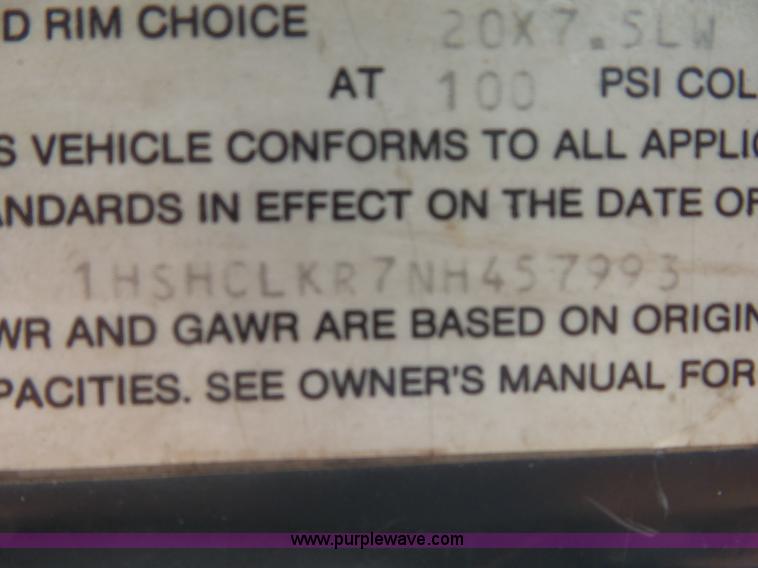 D RIM CHOICE 20X7.5LW
AT 100 PSI COL
S VEHICLE CONFORMS TO ALL APPLIC
ANDARDS IN EFFECT ON THE DATE OF
1HSHCLKR7NH457993
WR AND GAWR ARE BASED ON ORIGIN
PACITIES. SEE OWNER'S MANUAL FOR
www.purplewave.com